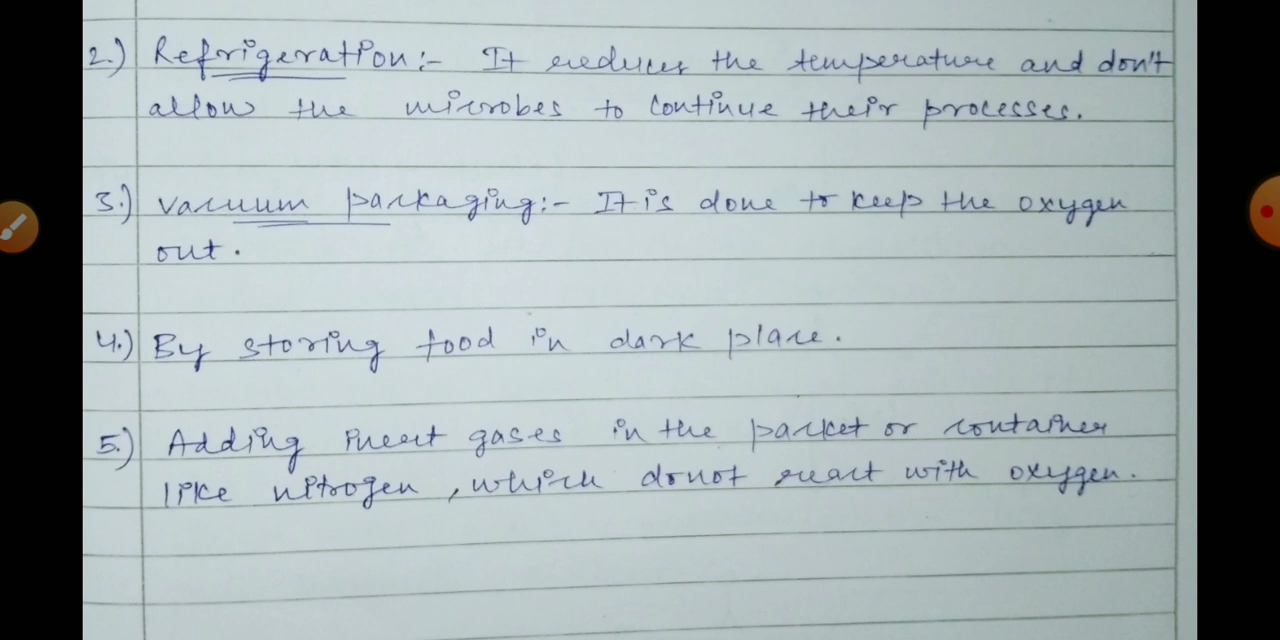 2.) Refrigeration:- It reduces the temperature and don't
allow the microbes to continue their processes.
3.) Vacuum packaging:- It is done to keep the oxygen
out.
4.) By storing food in dark place.
5.) Adding inert gases in the packet or container
like nitrogen, which donot react with oxygen.